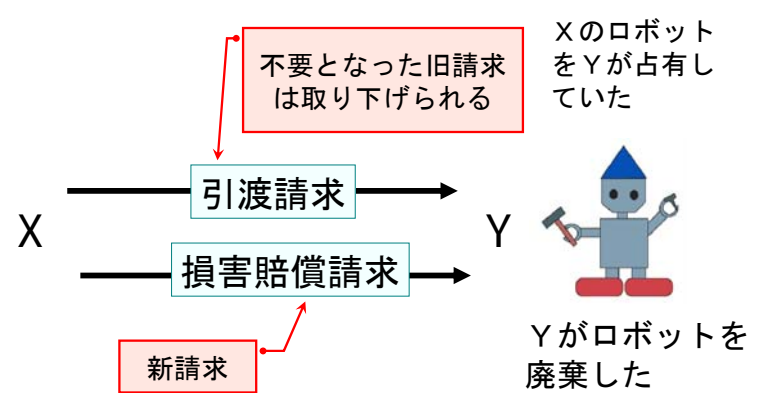 不要となった旧請求
は取り下げられる
Ｘのロボット
をＹが占有し
ていた
引渡請求
X
Y
損害賠償請求
新請求
Ｙがロボットを
廃棄した